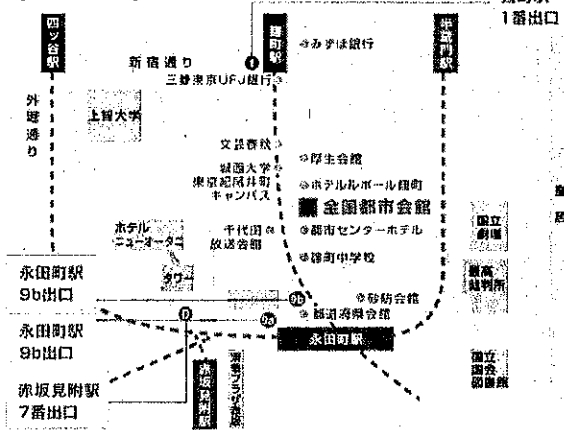 1番出口
四ツ谷駅
麹町駅
半蔵門駅
みずほ銀行
新宿通り
三菱東京UFJ銀行
外堀通り
上智大学
文藝春秋
城西大学
東京紀尾井町
キャンパス
厚生会館
ホテルルポール麹町
全国都市会館
ホテル
ニューオータニ
タワー
千代田
放送会館
都市センターホテル
麹町中学校
国立
劇場
最高
裁判所
皇居
永田町駅
9b出口
9b
砂防会館
都道府県会館
9a
永田町駅
永田町駅
9b出口
赤坂見附駅
7番出口
赤坂見附駅
国立
国会
図書館